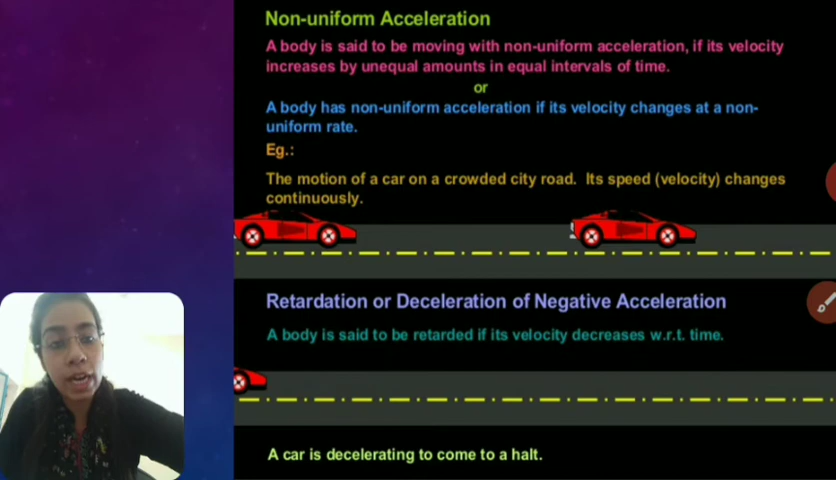 Non-uniform Acceleration
A body is said to be moving with non-uniform acceleration, if its velocity
increases by unequal amounts in equal intervals of time.
or
A body has non-uniform acceleration if its velocity changes at a non-
uniform rate.
Eg.:
The motion of a car on a crowded city road. Its speed (velocity) changes
continuously.
Retardation or Deceleration of Negative Acceleration
A body is said to be retarded if its velocity decreases w.r.t. time.
A car is decelerating to come to a halt.